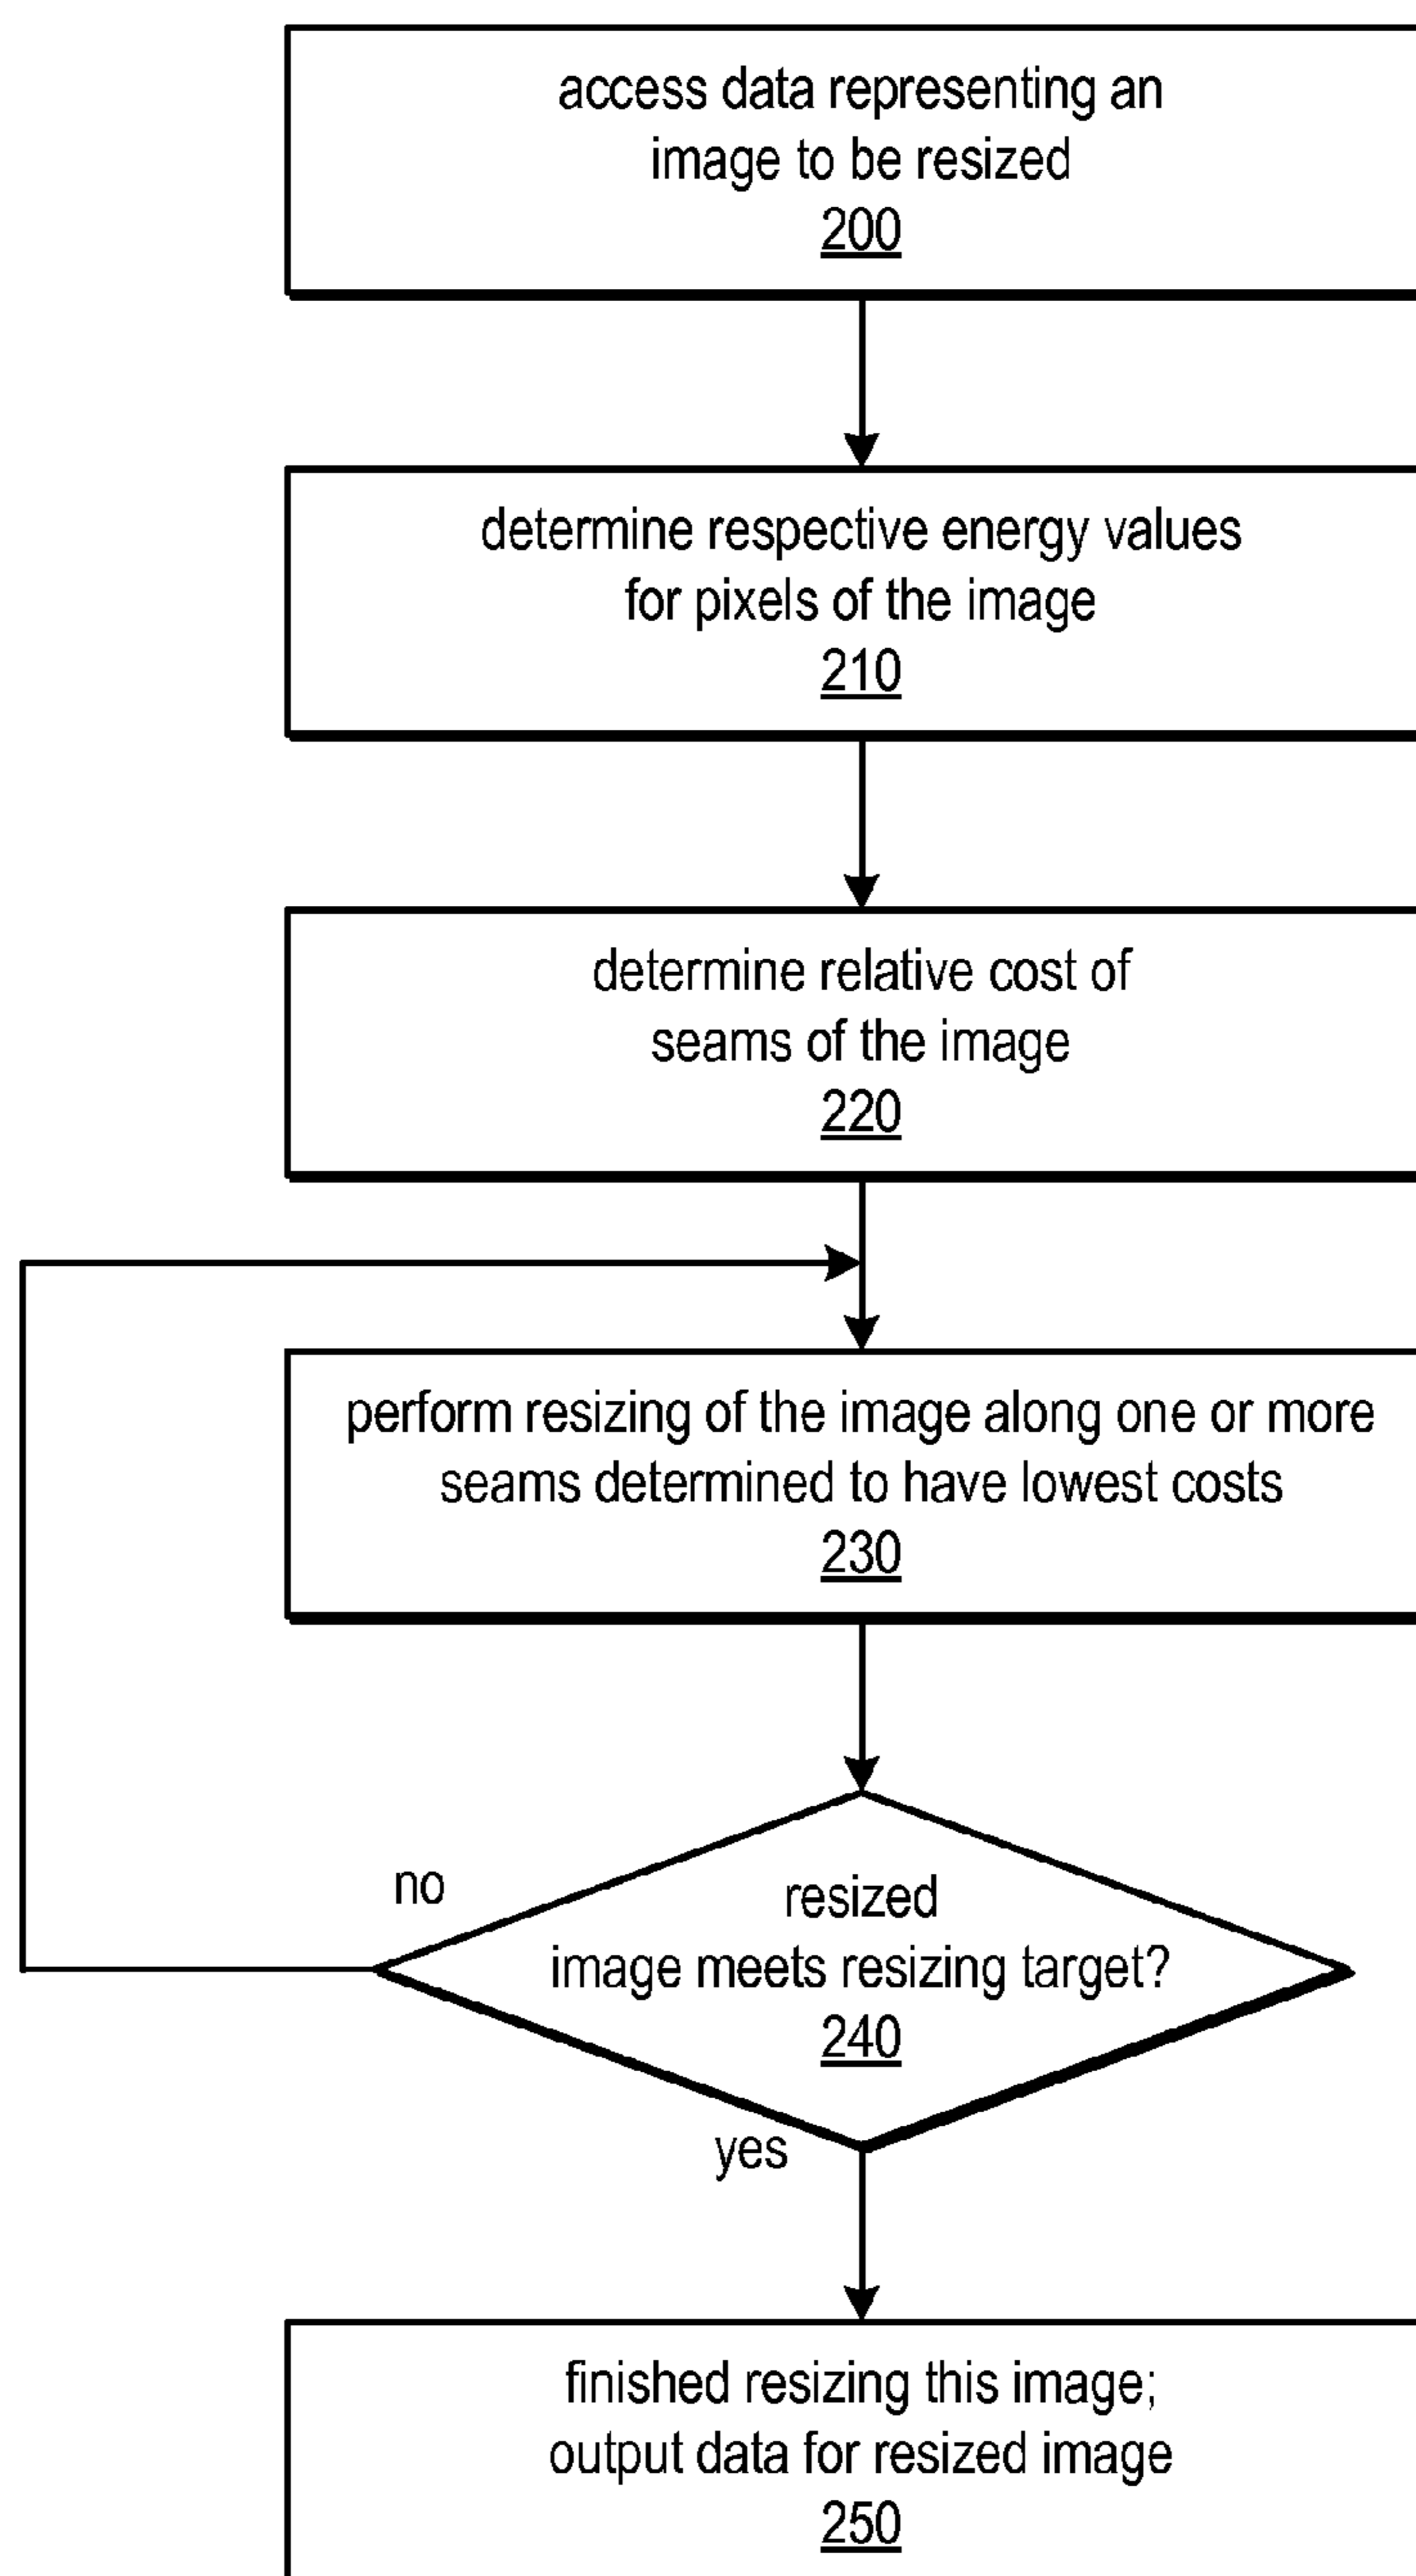 access data representing an
image to be resized
200
determine respective energy values
for pixels of the image
210
determine relative cost of
seams of the image
220
perform resizing of the image along one or more
seams determined to have lowest costs
230
no
resized
image meets resizing target?
240
yes
finished resizing this image;
output data for resized image
250